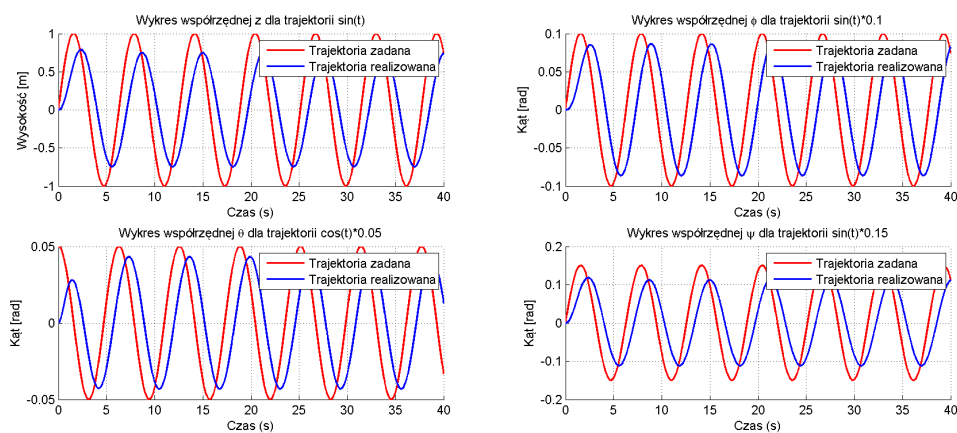 Wykres współrzędnej z dla trajektorii sin(t)
1
0.5
0
-0.5
-1
Wysokość [m]
Trajektoria zadana
Trajektoria realizowana
0 5 10 15 20 25 30 35 40
Czas (s)
Wykres współrzędnej ϕ dla trajektorii sin(t)*0.1
0.1
0.05
0
-0.05
-0.1
Kąt [rad]
Trajektoria zadana
Trajektoria realizowana
0 5 10 15 20 25 30 35 40
Czas (s)
Wykres współrzędnej θ dla trajektorii cos(t)*0.05
0.05
0
-0.05
Kąt [rad]
Trajektoria zadana
Trajektoria realizowana
0 5 10 15 20 25 30 35 40
Czas (s)
Wykres współrzędnej ψ dla trajektorii sin(t)*0.15
0.2
0.1
0
-0.1
-0.2
Kąt [rad]
Trajektoria zadana
Trajektoria realizowana
0 5 10 15 20 25 30 35 40
Czas (s)